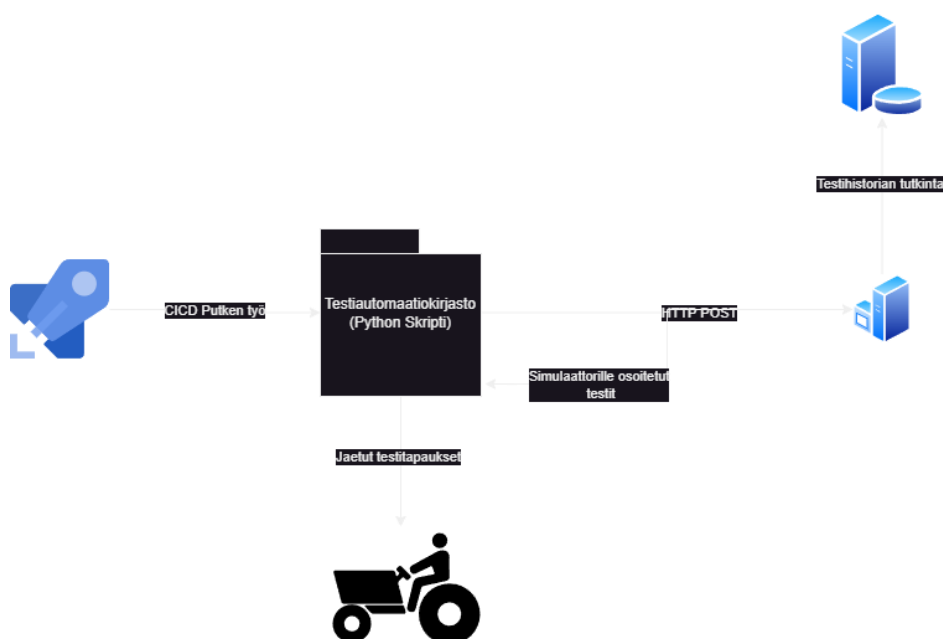 Testihistorian tutkinta
CICD Putken työ
Testiautomaatiokirjasto
(Python Skripti)
HTTP POST
Simulaattorille osoitetut
testit
Jaetut testitapaukset